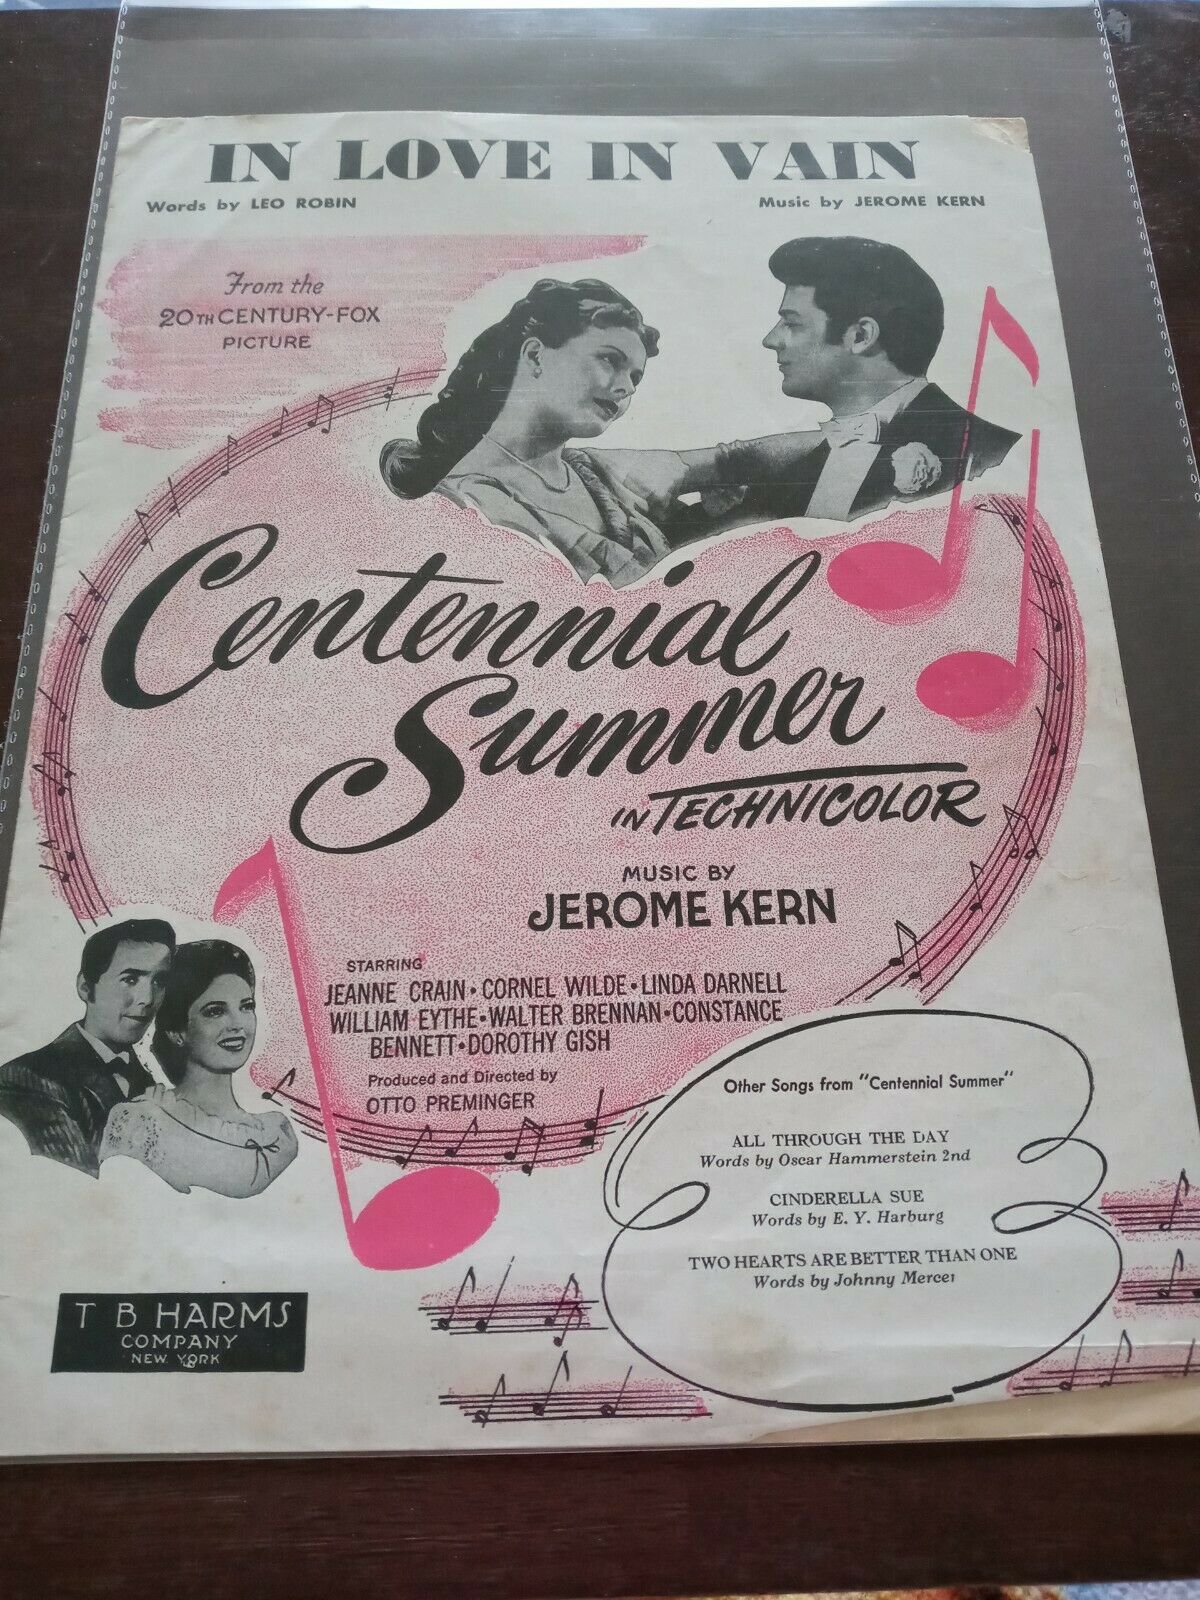 IN LOVE IN VAIN
Words by LEO ROBIN
Music by JEROME KERN
From the
20TH CENTURY-FOX
PICTURE
Centennial
Summer
IN TECHNICOLOR
MUSIC BY
JEROME KERN
STARRING
JEANNE CRAIN • CORNEL WILDE • LINDA DARNELL
WILLIAM EYTHE • WALTER BRENNAN • CONSTANCE
BENNETT • DOROTHY GISH
Produced and Directed by
OTTO PREMINGER
Other Songs from "Centennial Summer"
ALL THROUGH THE DAY
Words by Oscar Hammerstein 2nd
CINDERELLA SUE
Words by E. Y. Harburg
TWO HEARTS ARE BETTER THAN ONE
Words by Johnny Mercer
T B HARMS
COMPANY
NEW YORK